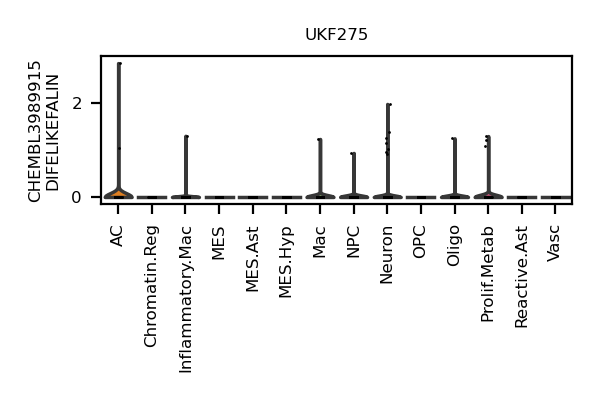 UKF275
CHEMBL3989915
DIFELIKEFALIN
2
0
AC
Chromatin.Reg
Inflammatory.Mac
MES
MES.Ast
MES.Hyp
Mac
NPC
Neuron
OPC
Oligo
Prolif.Metab
Reactive.Ast
Vasc